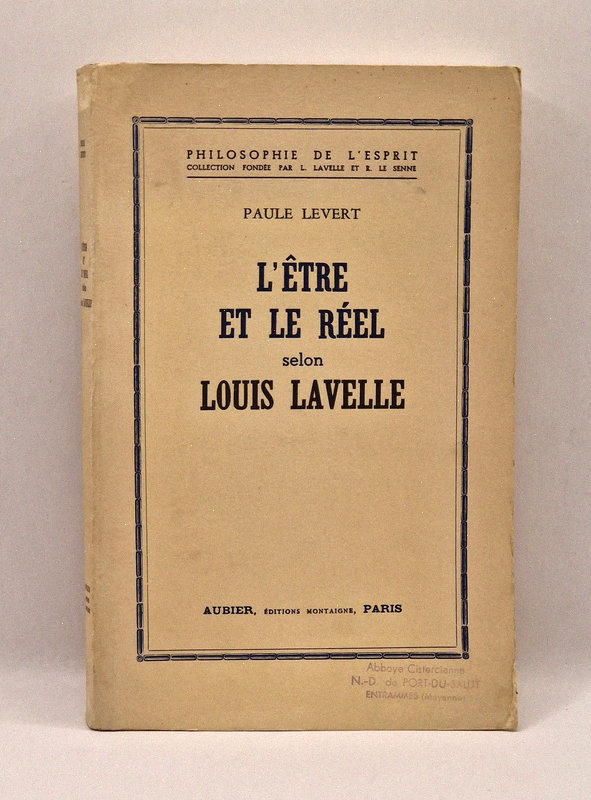 PHILOSOPHIE DE L'ESPRIT
COLLECTION FONDÉE PAR L. LAVELLE ET R. LE SENNE
PAULE LEVERT
L'ÊTRE
ET LE RÉEL
selon
LOUIS LAVELLE
AUBIER, ÉDITIONS MONTAIGNE, PARIS
Abbaye Cistercienne
N.-D. de PORT-DU-SALUT
ENTRAMMES (Mayenne)